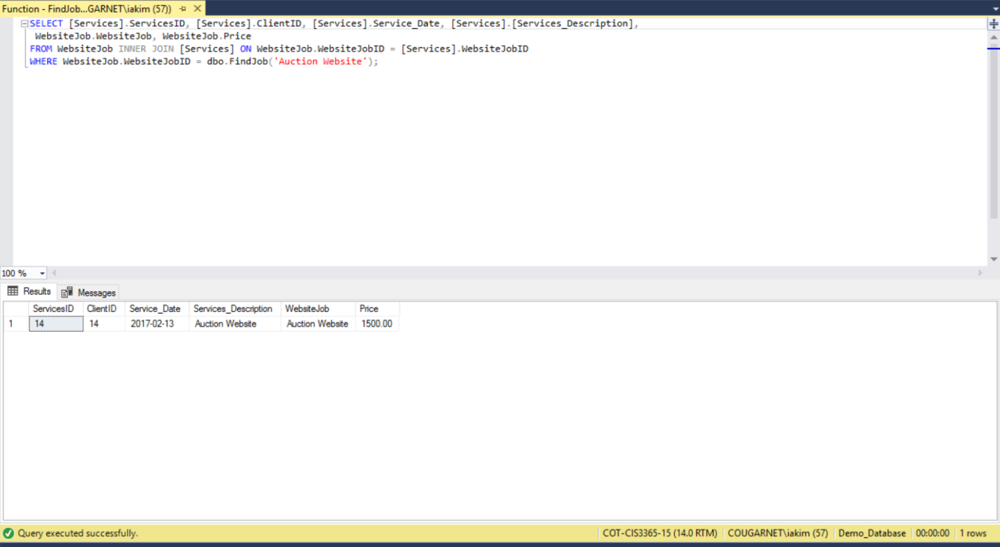 Function - FindJob...GARNET\iakim (57))
SELECT [Services].ServicesID, [Services].ClientID, [Services].Service_Date, [Services].[Services_Description],
WebsiteJob.WebsiteJob, WebsiteJob.Price
FROM WebsiteJob INNER JOIN [Services] ON WebsiteJob.WebsiteJobID = [Services].WebsiteJobID
WHERE WebsiteJob.WebsiteJobID = dbo.FindJob('Auction Website');
100 %
Results Messages
ServicesID ClientID Service_Date Services_Description WebsiteJob Price
1 14 14 2017-02-13 Auction Website Auction Website 1500.00
Query executed successfully. COT-CIS3365-15 (14.0 RTM) COUGARNET\iakim (57) Demo_Database 00:00:00 1 rows